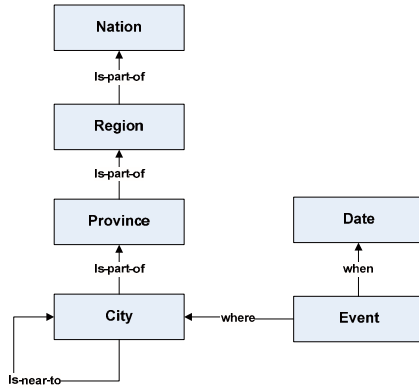 Nation
Is-part-of
Region
Is-part-of
Province
Date
Is-part-of
when
City
where
Event
Is-near-to